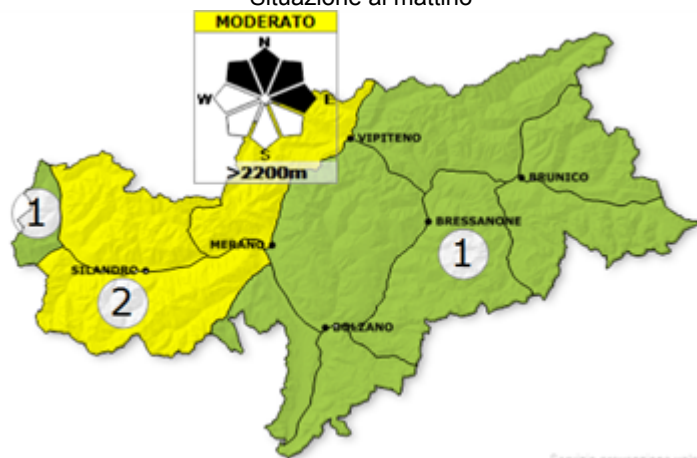 Situazione al mattino
MODERATO
N
W
E
S
>2200m
VIPITENO
BRUNICO
1
BRESSANONE
MERANO
1
SILANDRO
2
BOLZANO